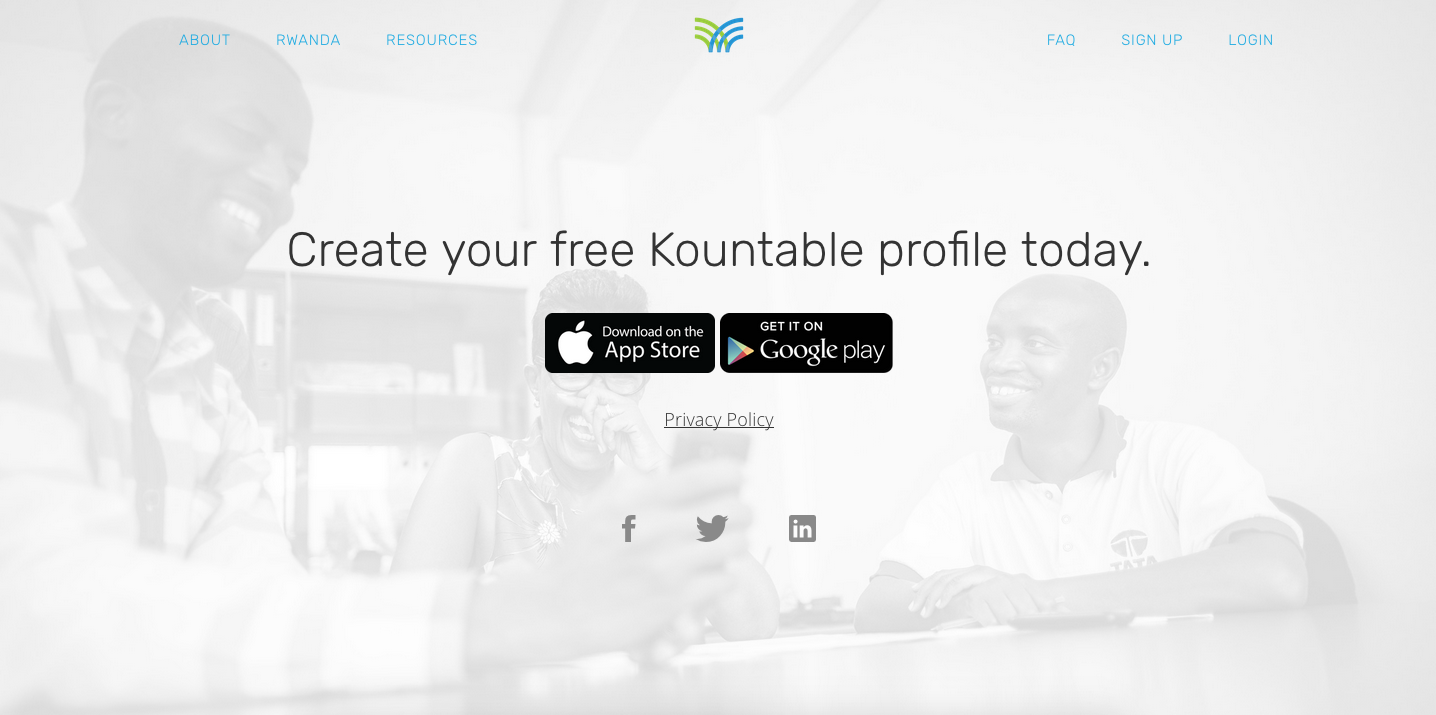 ABOUT RWANDA RESOURCES FAQ SIGN UP LOGIN
Create your free Kountable profile today.
Download on the
App Store
GET IT ON
Google play
Privacy Policy
TATA